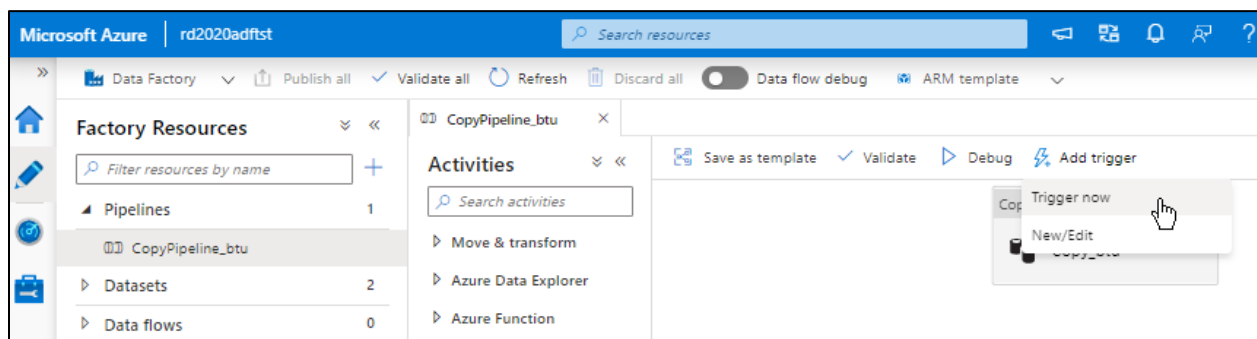 Microsoft Azure rd2020adftst Search resources ?
» Data Factory Publish all Validate all Refresh Discard all Data flow debug ARM template
Factory Resources
Filter resources by name
Pipelines 1
CopyPipeline_btu
Datasets 2
Data flows 0
CopyPipeline_btu
Activities
Search activities
Move & transform
Azure Data Explorer
Azure Function
Save as template Validate Debug Add trigger
Cop
Trigger now
New/Edit
Copy_btu